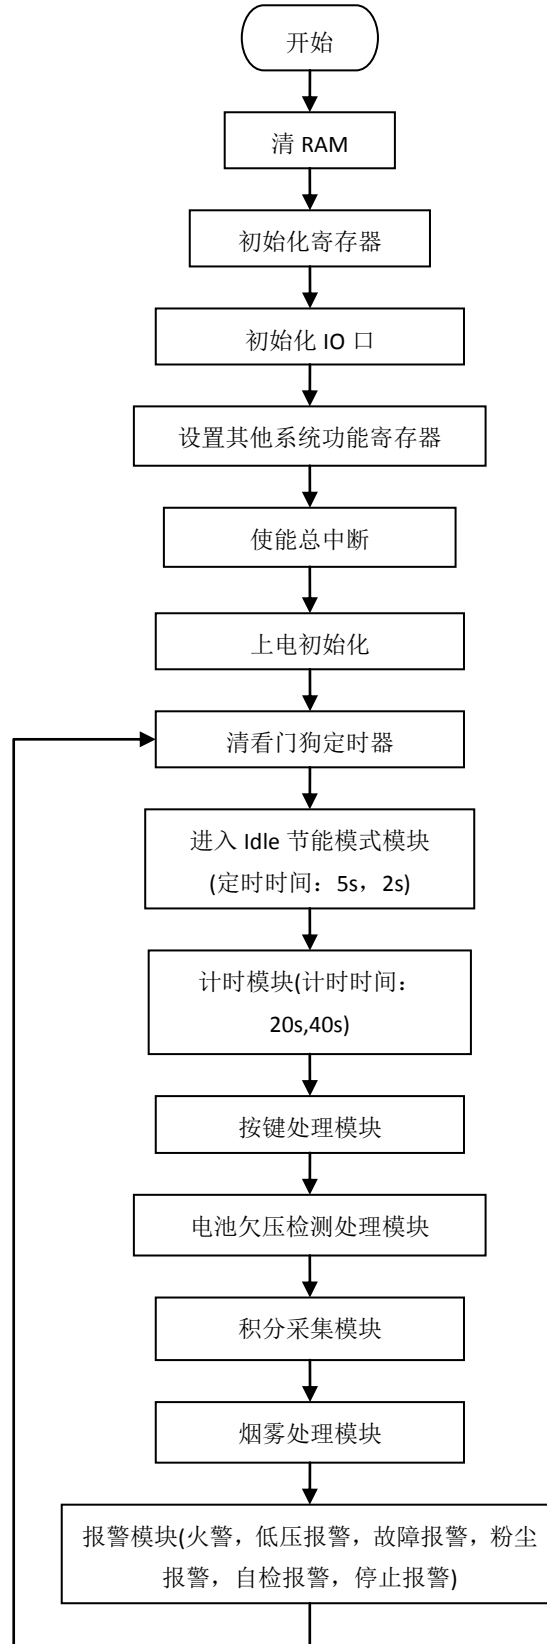 开始
清 RAM
初始化寄存器
初始化 IO 口
设置其他系统功能寄存器
使能总中断
上电初始化
清看门狗定时器
进入 Idle 节能模式模块
(定时时间：5s，2s)
计时模块(计时时间：
20s,40s)
按键处理模块
电池欠压检测处理模块
积分采集模块
烟雾处理模块
报警模块(火警，低压报警，故障报警，粉尘
报警，自检报警，停止报警)